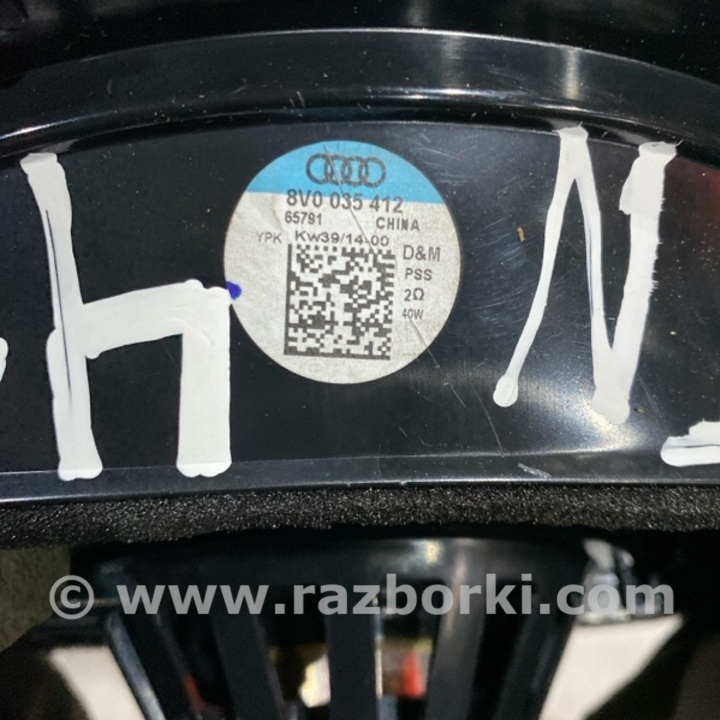 8V0 035 412
65791 CHINA
YPK Kw39/14-00
D&M
PSS
2Ω
40W
h N
© www.razborki.com